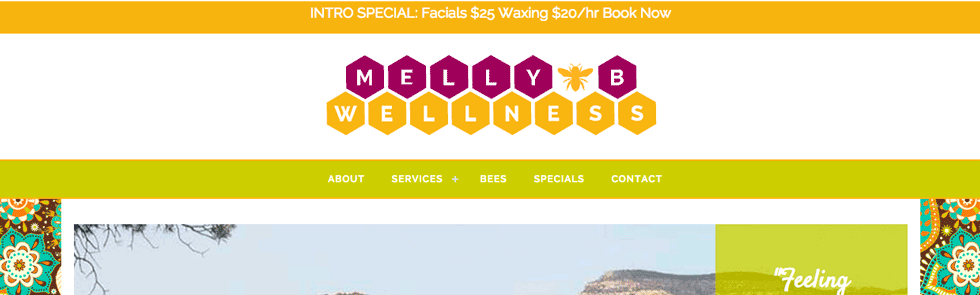 INTRO SPECIAL: Facials $25 Waxing $20/hr Book Now
MELLY B
WELLNESS
ABOUT SERVICES + BEES SPECIALS CONTACT
"Feeling